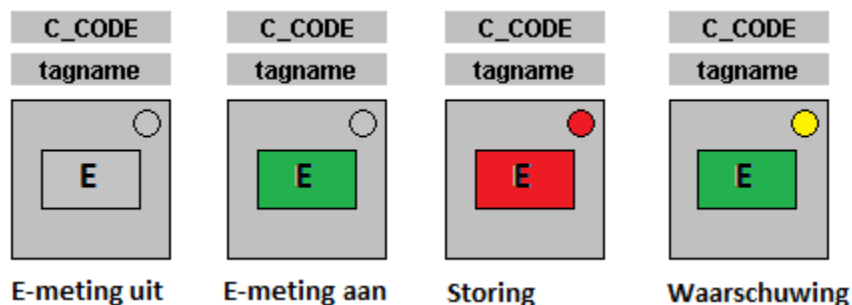 C_CODE C_CODE C_CODE C_CODE
tagname tagname tagname tagname
E E E E
E-meting uit E-meting aan Storing Waarschuwing